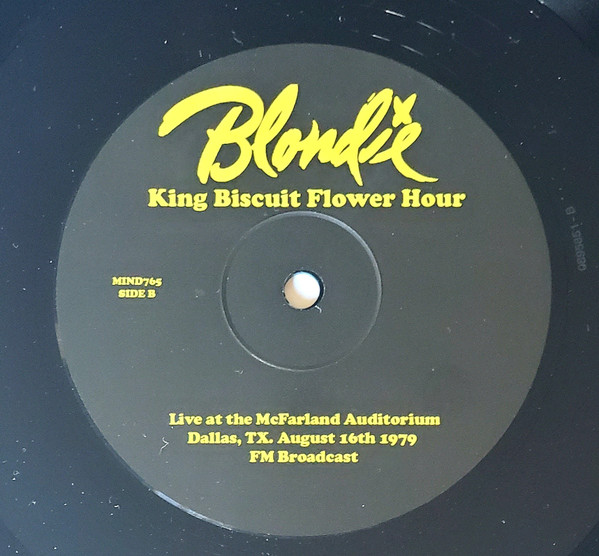 Blondie
King Biscuit Flower Hour
MIND765
SIDE B
Live at the McFarland Auditorium
Dallas, TX. August 16th 1979
FM Broadcast